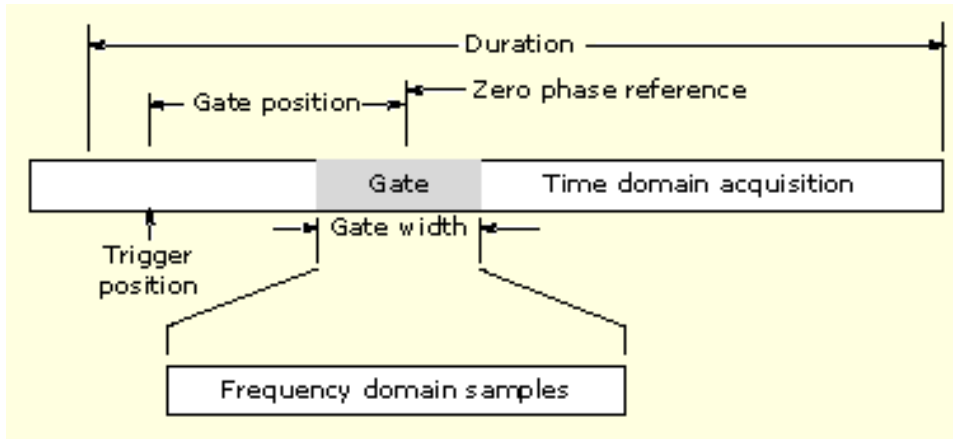 Duration
Gate position
Zero phase reference
Gate
Time domain acquisition
Gate width
Trigger
position
Frequency domain samples